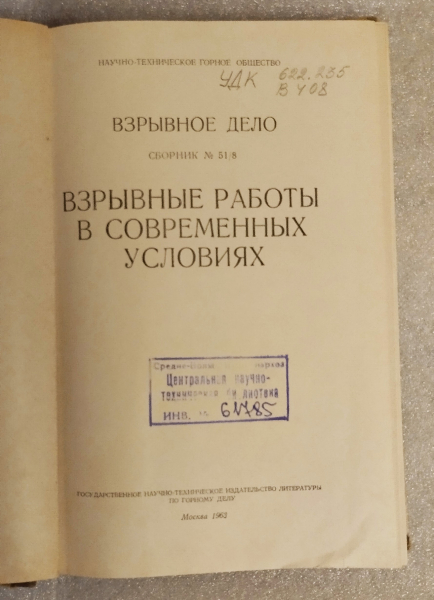 НАУЧНО-ТЕХНИЧЕСКОЕ ГОРНОЕ ОБЩЕСТВО
УДК 622.235
В 408
ВЗРЫВНОЕ ДЕЛО
СБОРНИК № 51/8
ВЗРЫВНЫЕ РАБОТЫ
В СОВРЕМЕННЫХ
УСЛОВИЯХ
Центральная научно-
техническая библиотека
ИНВ. №
ГОСУДАРСТВЕННОЕ НАУЧНО-ТЕХНИЧЕСКОЕ ИЗДАТЕЛЬСТВО ЛИТЕРАТУРЫ
ПО ГОРНОМУ ДЕЛУ
Москва 1963